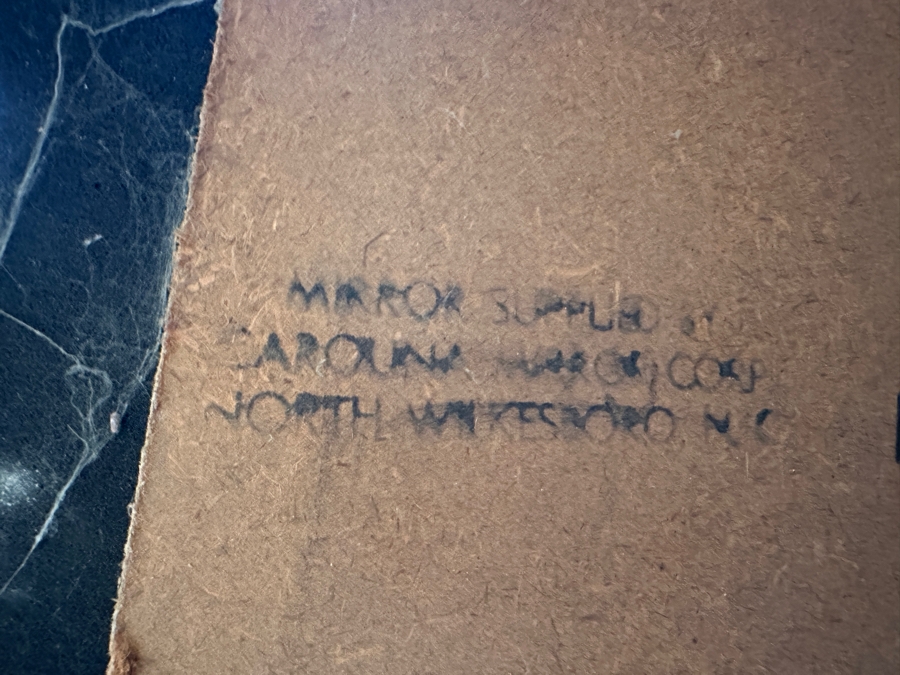 MIRROR SUPPLIED BY
CAROLINA MIRROR CORP
NORTH WILKESBORO N.C.